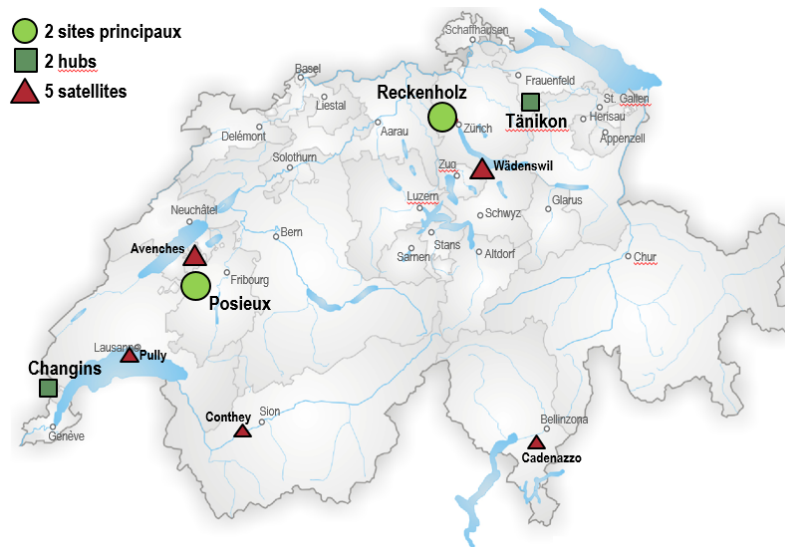 2 sites principaux
2 hubs
5 satellites
Schaffhausen
Basel
Frauenfeld
Reckenholz
Liestal
St. Gallen
Tänikon
Herisau
Zürich
Delémont
Aarau
Appenzell
Solothurn
Zug
Wädenswil
Luzern
Glarus
Neuchâtel
Schwyz
Bern
Stans
Avenches
Sarnen
Altdorf
Chur
Fribourg
Posieux
Lausanne
Pully
Changins
Conthey
Sion
Bellinzona
Genève
Cadenazzo